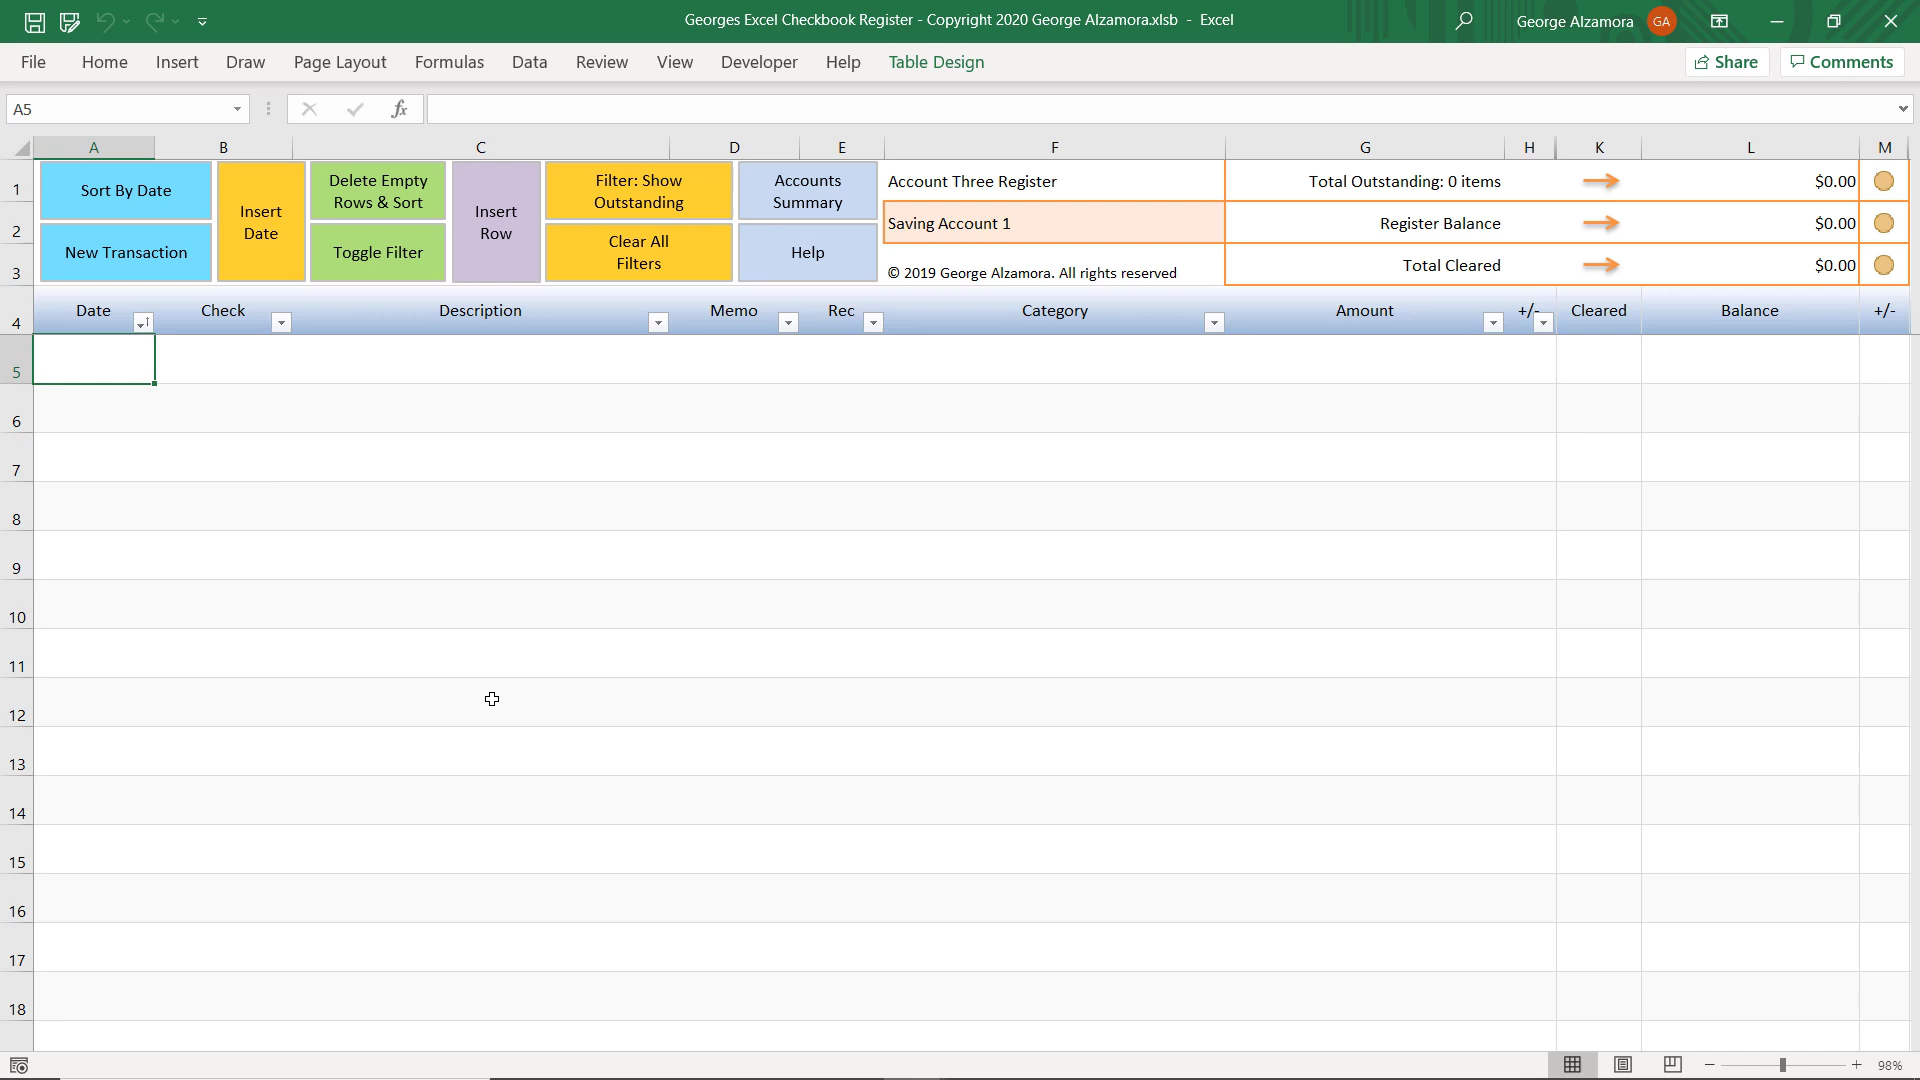 Georges Excel Checkbook Register - Copyright 2020 George Alzamora.xlsb - Excel
George Alzamora GA
File Home Insert Draw Page Layout Formulas Data Review View Developer Help Table Design Share Comments
A5 fx
A B C D E F G H K L M
1 Sort By Date
Insert
Date
Delete Empty
Rows & Sort
Insert
Row
Filter: Show
Outstanding
Accounts
Summary
Account Three Register Total Outstanding: 0 items $0.00
2 Saving Account 1 Register Balance $0.00
3 New Transaction
Toggle Filter
Clear All
Filters
Help
© 2019 George Alzamora. All rights reserved Total Cleared $0.00
4 Date Check Description Memo Rec Category Amount +/- Cleared Balance +/-
5
6
7
8
9
10
11
12
13
14
15
16
17
18
98%